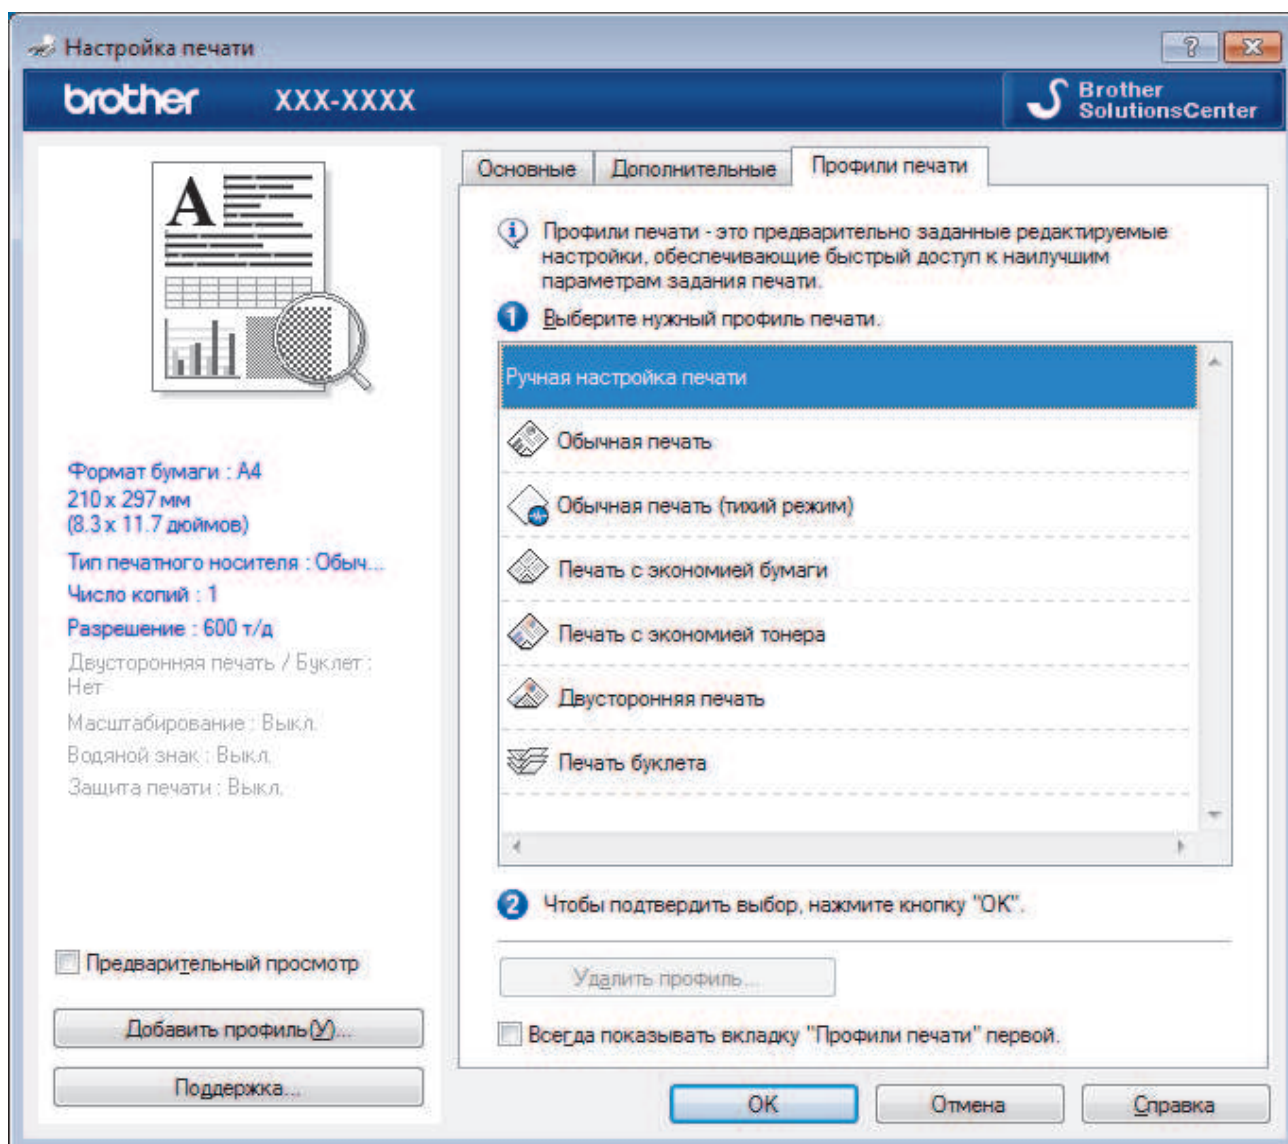 Настройка печати
brother XXX-XXXX
Brother
SolutionsCenter
Основные
Дополнительные
Профили печати
A
Профили печати - это предварительно заданные редактируемые
настройки, обеспечивающие быстрый доступ к наилучшим
параметрам задания печати.
1 Выберите нужный профиль печати.
Ручная настройка печати
Обычная печать
Обычная печать (тихий режим)
Печать с экономией бумаги
Печать с экономией тонера
Двусторонняя печать
Печать буклета
2 Чтобы подтвердить выбор, нажмите кнопку "OK".
Удалить профиль...
Всегда показывать вкладку "Профили печати" первой.
Формат бумаги : A4
210 x 297 мм
(8.3 x 11.7 дюймов)
Тип печатного носителя : Обыч...
Число копий : 1
Разрешение : 600 т/д
Двусторонняя печать / Буклет :
Нет
Масштабирование : Выкл.
Водяной знак : Выкл.
Защита печати : Выкл.
Предварительный просмотр
Добавить профиль(У)...
Поддержка...
OK
Отмена
Справка